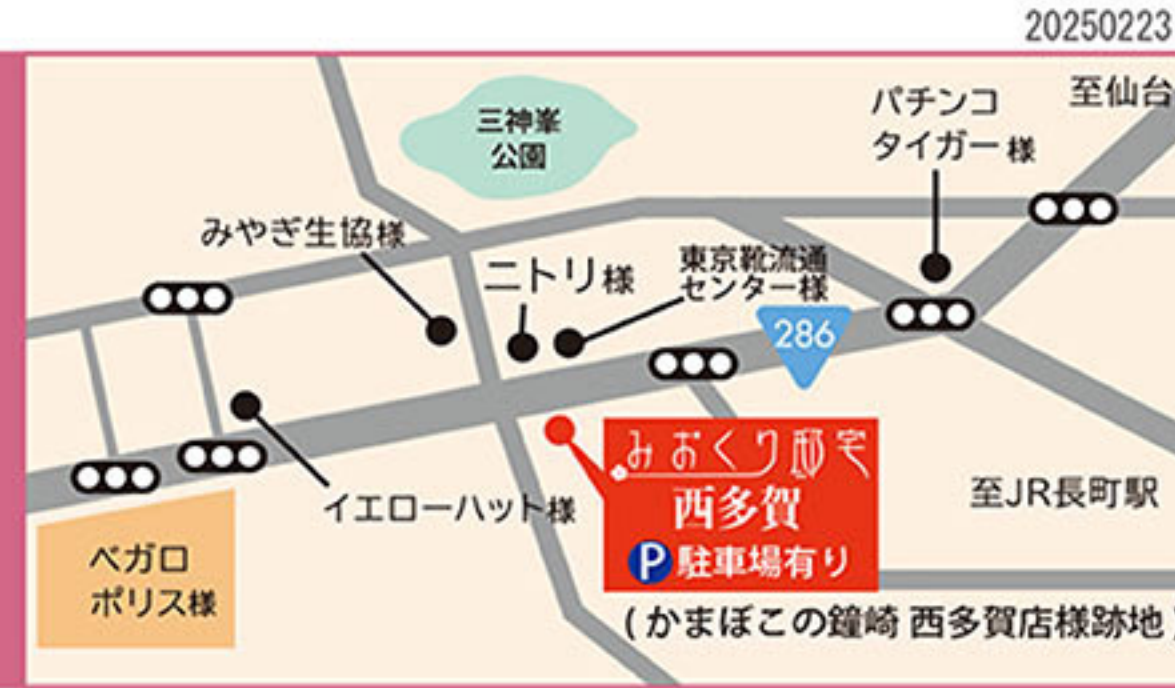 20250223
三神峯
公園
パチンコ
タイガー様
至仙台
みやぎ生協様
ニトリ様
東京靴流通
センター様
286
みおくり邸宅
西多賀
P駐車場有り
イエローハット様
至JR長町駅
ベガロ
ポリス様
(かまぼこの鐘崎 西多賀店様跡地)